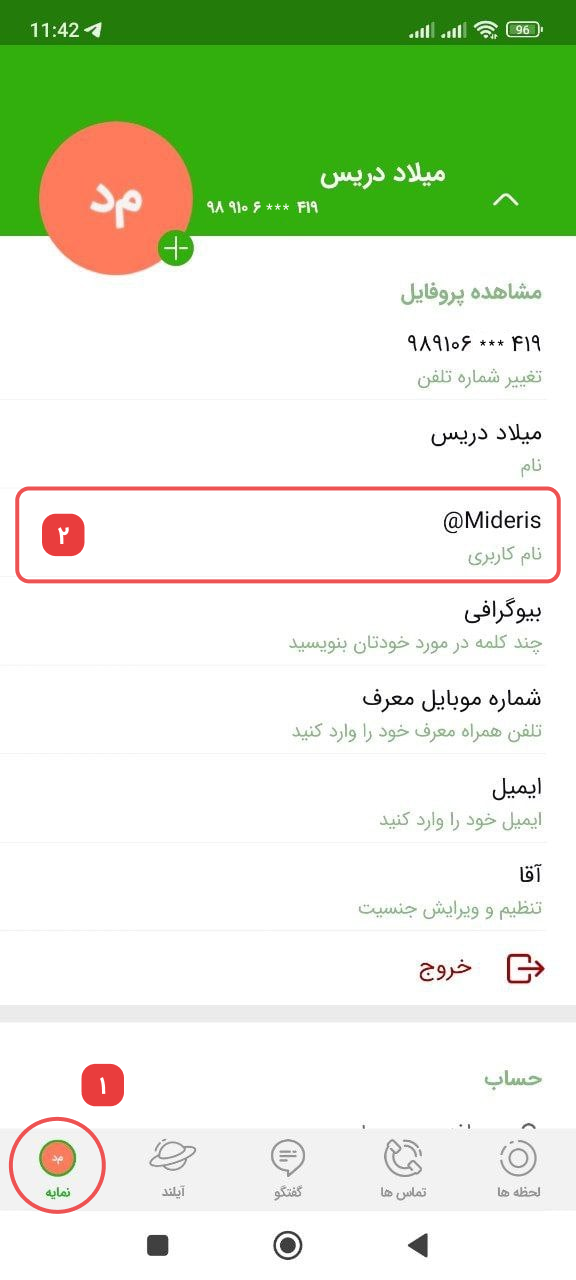 11:42
96
مد
میلاد دریس
۹۸ ۹۱۰ ۶ *** ۴۱۹
مشاهده پروفایل
۹۸۹۱۰۶ *** ۴۱۹
تغییر شماره تلفن
میلاد دریس
نام
@Mideris
۲
نام کاربری
بیوگرافی
چند کلمه در مورد خودتان بنویسید
شماره موبایل معرف
تلفن همراه معرف خود را وارد کنید
ایمیل
ایمیل خود را وارد کنید
آقا
تنظیم و ویرایش جنسیت
خروج
حساب
۱
مد
لحظه ها
تماس ها
گفتگو
آیلند
نمایه